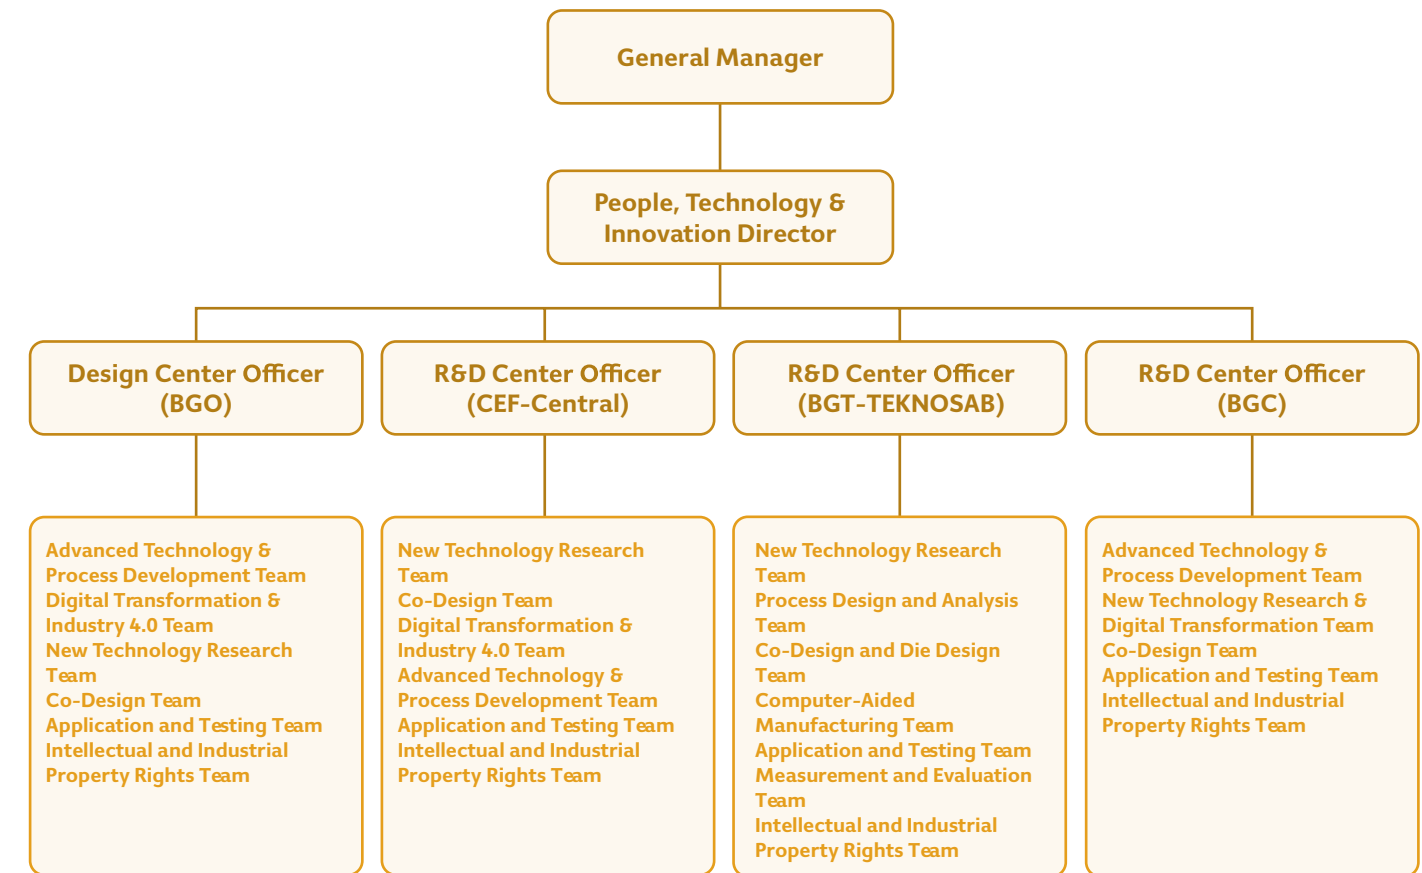 General Manager
People, Technology &
Innovation Director
Design Center Officer
(BGO)
R&D Center Officer
(CEF-Central)
R&D Center Officer
(BGT-TEKNOSAB)
R&D Center Officer
(BGC)
Advanced Technology &
Process Development Team
Digital Transformation &
Industry 4.0 Team
New Technology Research
Team
Co-Design Team
Application and Testing Team
Intellectual and Industrial
Property Rights Team
New Technology Research
Team
Co-Design Team
Digital Transformation &
Industry 4.0 Team
Advanced Technology &
Process Development Team
Application and Testing Team
Intellectual and Industrial
Property Rights Team
New Technology Research
Team
Process Design and Analysis
Team
Co-Design and Die Design
Team
Computer-Aided
Manufacturing Team
Application and Testing Team
Measurement and Evaluation
Team
Intellectual and Industrial
Property Rights Team
Advanced Technology &
Process Development Team
New Technology Research &
Digital Transformation Team
Co-Design Team
Application and Testing Team
Intellectual and Industrial
Property Rights Team